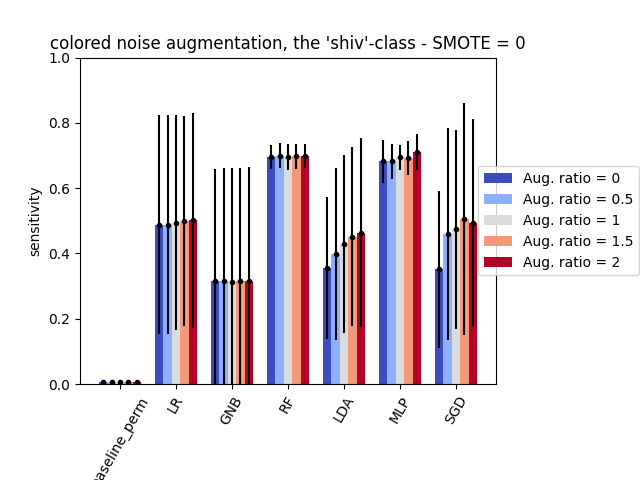 colored noise augmentation, the 'shiv'-class - SMOTE = 0
sensitivity
1.0
0.8
0.6
0.4
0.2
0.0
Aug. ratio = 0
Aug. ratio = 0.5
Aug. ratio = 1
Aug. ratio = 1.5
Aug. ratio = 2
aseline_perm
LR
GNB
RF
LDA
MLP
SGD